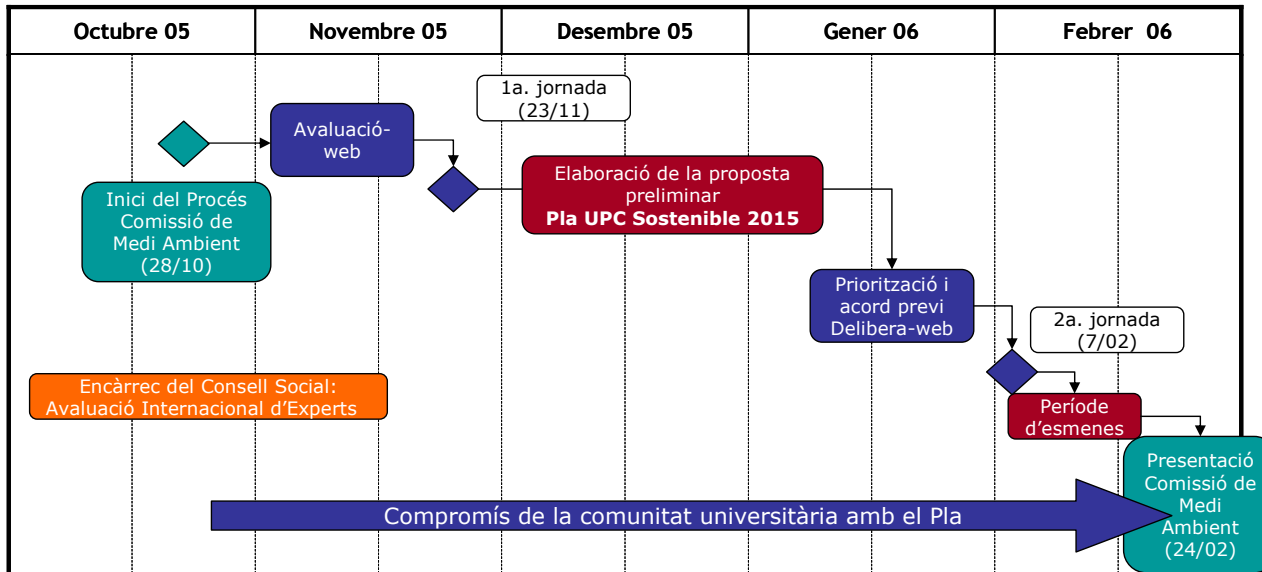 Octubre 05
Novembre 05
Desembre 05
Gener 06
Febrer 06
1a. jornada
(23/11)
Avaluació-
web
Inici del Procés
Comissió de
Medi Ambient
(28/10)
Elaboració de la proposta
preliminar
Pla UPC Sostenible 2015
Priorització i
acord previ
Delibera-web
2a. jornada
(7/02)
Encàrrec del Consell Social:
Avaluació Internacional d'Experts
Període
d'esmenes
Presentació
Comissió de
Medi
Ambient
(24/02)
Compromís de la comunitat universitària amb el Pla